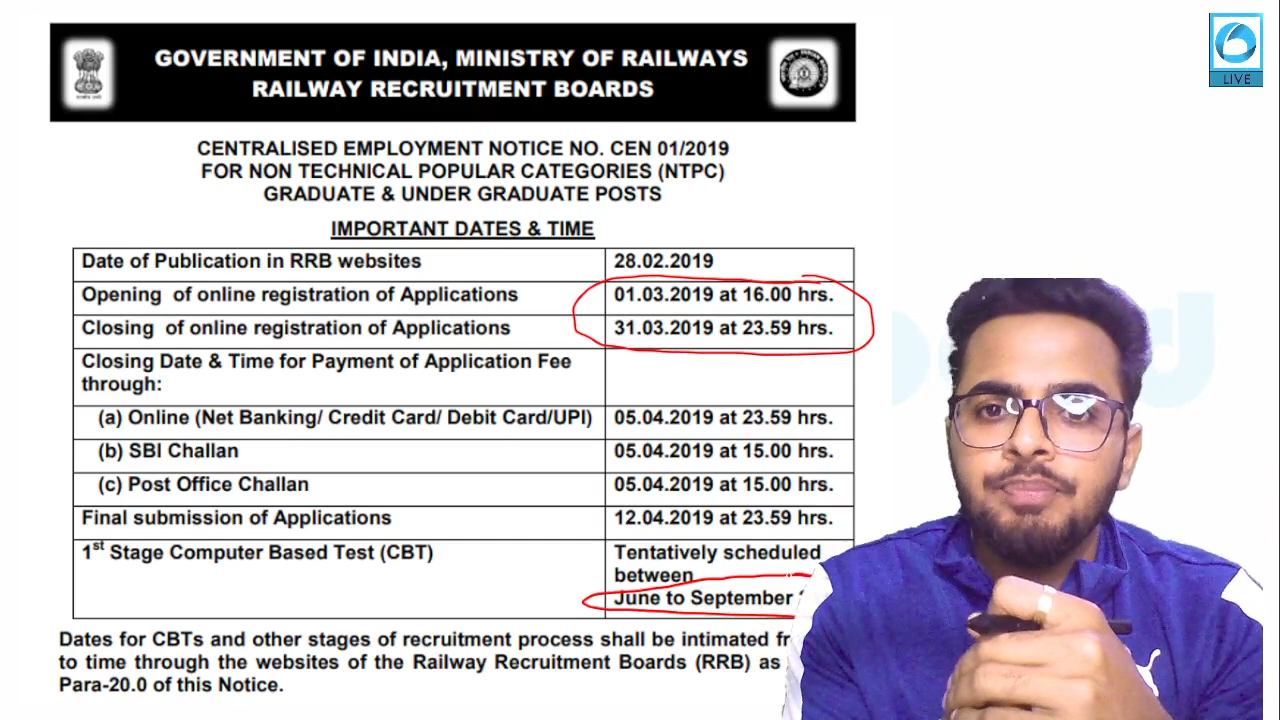 GOVERNMENT OF INDIA, MINISTRY OF RAILWAYS
RAILWAY RECRUITMENT BOARDS
LIVE
CENTRALISED EMPLOYMENT NOTICE NO. CEN 01/2019
FOR NON TECHNICAL POPULAR CATEGORIES (NTPC)
GRADUATE & UNDER GRADUATE POSTS
IMPORTANT DATES & TIME
Date of Publication in RRB websites 28.02.2019
Opening of online registration of Applications 01.03.2019 at 16.00 hrs.
Closing of online registration of Applications 31.03.2019 at 23.59 hrs.
Closing Date & Time for Payment of Application Fee
through:
(a) Online (Net Banking/ Credit Card/ Debit Card/UPI) 05.04.2019 at 23.59 hrs.
(b) SBI Challan 05.04.2019 at 15.00 hrs.
(c) Post Office Challan 05.04.2019 at 15.00 hrs.
Final submission of Applications 12.04.2019 at 23.59 hrs.
1st Stage Computer Based Test (CBT) Tentatively scheduled
between
June to September
Dates for CBTs and other stages of recruitment process shall be intimated
to time through the websites of the Railway Recruitment Boards (RRB) as
Para-20.0 of this Notice.